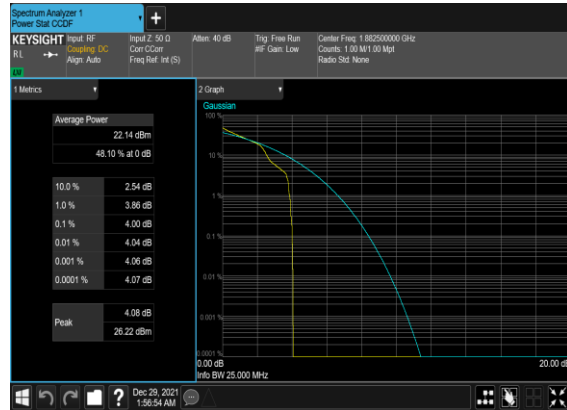 Spectrum Analyzer 1
Power Stat CCDF
+
KEYSIGHT
RL
Input: RF
Coupling: DC
Align: Auto
Input Z: 50 Ω
Corr CCorr
Freq Ref: Int (S)
Atten: 40 dB
Trig: Free Run
#IF Gain: Low
Center Freq: 1.882500000 GHz
Counts: 1.00 M/1.00 Mpt
Radio Std: None
1 Metrics
Average Power
22.14 dBm
48.10 % at 0 dB
10.0 % 2.54 dB
1.0 % 3.86 dB
0.1 % 4.00 dB
0.01 % 4.04 dB
0.001 % 4.06 dB
0.0001 % 4.07 dB
Peak
4.08 dB
26.22 dBm
2 Graph
Gaussian
100 %
10 %
1 %
0.1 %
0.01 %
0.001 %
0.0001 %
0.00 dB
20.00 dB
Info BW 25.000 MHz
?
Dec 29, 2021
1:56:54 AM